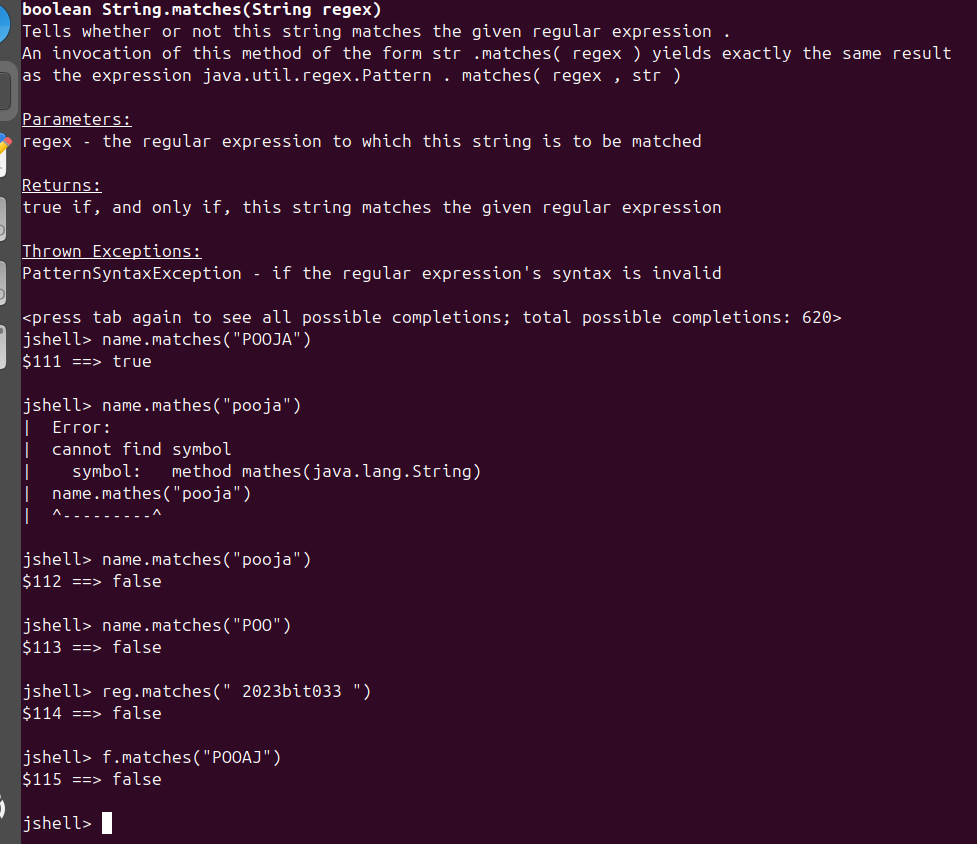 boolean String.matches(String regex)
Tells whether or not this string matches the given regular expression .
An invocation of this method of the form str .matches( regex ) yields exactly the same result
as the expression java.util.regex.Pattern . matches( regex , str )
Parameters:
regex - the regular expression to which this string is to be matched
Returns:
true if, and only if, this string matches the given regular expression
Thrown Exceptions:
PatternSyntaxException - if the regular expression's syntax is invalid
<press tab again to see all possible completions; total possible completions: 620>
jshell> name.matches("POOJA")
$111 ==> true
jshell> name.mathes("pooja")
|  Error:
|  cannot find symbol
|    symbol:   method mathes(java.lang.String)
|  name.mathes("pooja")
|  ^---------^
jshell> name.matches("pooja")
$112 ==> false
jshell> name.matches("POO")
$113 ==> false
jshell> reg.matches(" 2023bit033 ")
$114 ==> false
jshell> f.matches("POOAJ")
$115 ==> false
jshell>